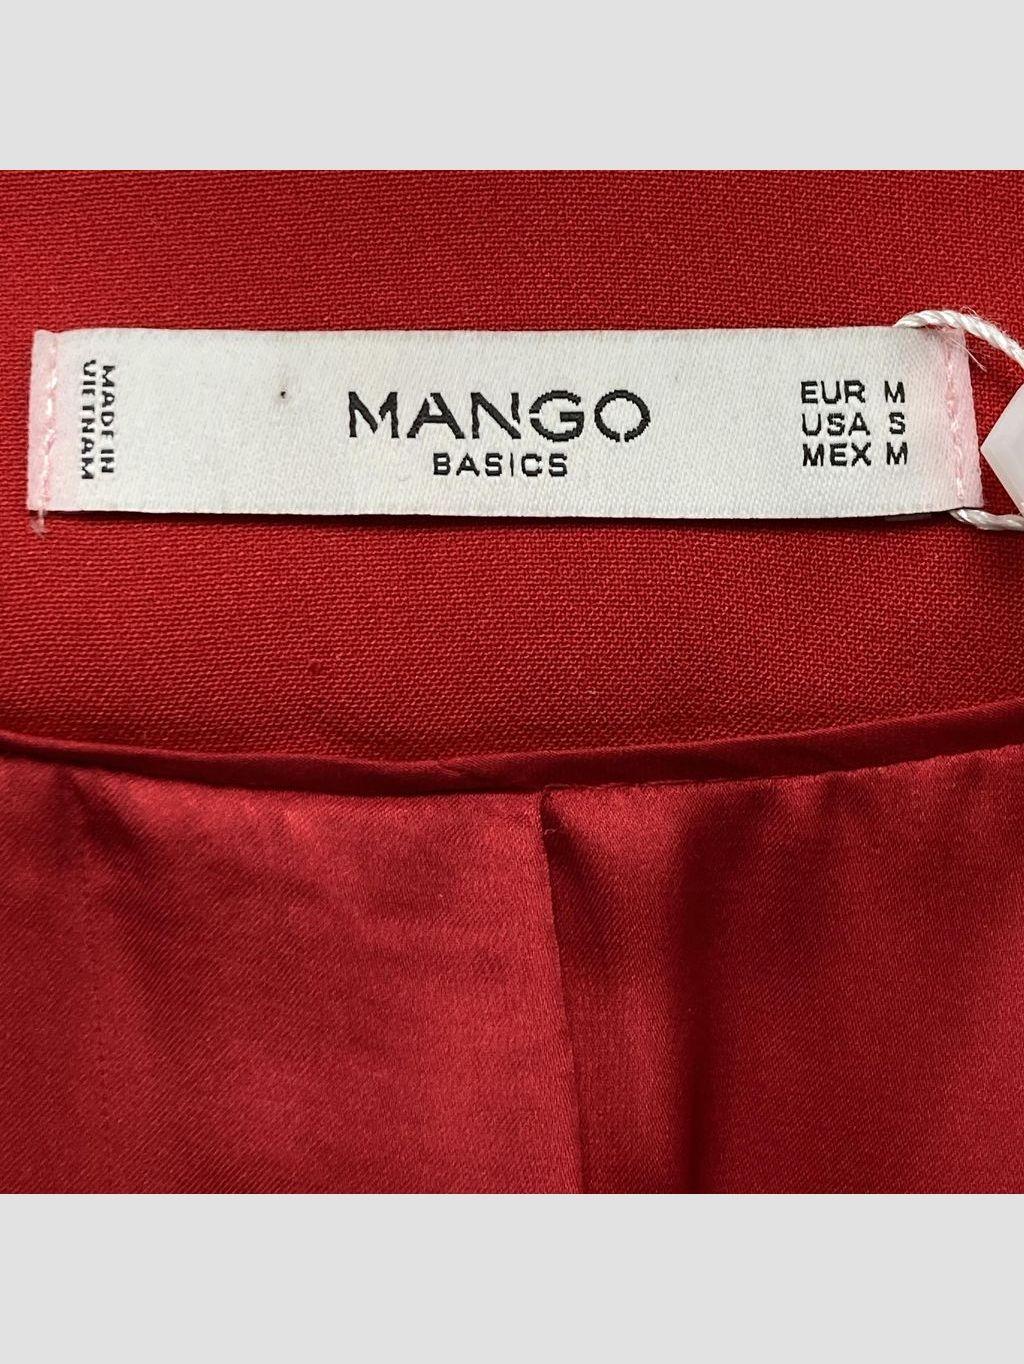 MADE IN
VIETNAM
MANGO
BASICS
EUR M
USA S
MEX M